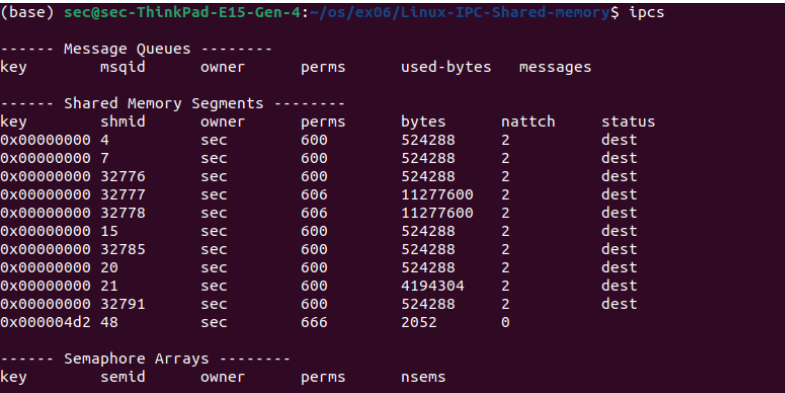 (base) sec@sec-ThinkPad-E15-Gen-4:~/os/ex06/Linux-IPC-Shared-memory$ ipcs
------ Message Queues --------
key        msqid      owner      perms      used-bytes   messages
------ Shared Memory Segments --------
key        shmid      owner      perms      bytes      nattch     status
0x00000000 4          sec        600        524288     2          dest
0x00000000 7          sec        600        524288     2          dest
0x00000000 32776      sec        600        524288     2          dest
0x00000000 32777      sec        606        11277600   2          dest
0x00000000 32778      sec        606        11277600   2          dest
0x00000000 15         sec        600        524288     2          dest
0x00000000 32785      sec        600        524288     2          dest
0x00000000 20         sec        600        524288     2          dest
0x00000000 21         sec        600        4194304    2          dest
0x00000000 32791      sec        600        524288     2          dest
0x000004d2 48         sec        666        2052       0
------ Semaphore Arrays --------
key        semid      owner      perms      nsems